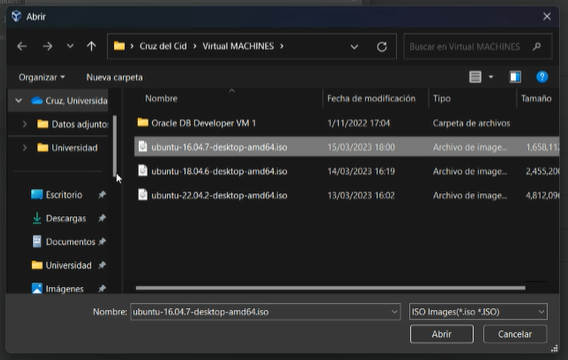 Abrir
Cruz del Cid > Virtual MACHINES >
Buscar en Virtual MACHINES
Organizar
Nueva carpeta
Cruz, Universida
Nombre
Fecha de modificación
Tipo
Tamaño
Datos adjunto
Oracle DB Developer VM 1
1/11/2022 17:04
Carpeta de archivos
Universidad
ubuntu-16.04.7-desktop-amd64.iso
15/03/2023 18:00
Archivo de image...
1,658,11
ubuntu-18.04.6-desktop-amd64.iso
14/03/2023 16:19
Archivo de image...
2,455,20
Escritorio
ubuntu-22.04.2-desktop-amd64.iso
13/03/2023 16:02
Archivo de image...
4,812,09
Descargas
Documentos
Universidad
Imágenes
Nombre:
ubuntu-16.04.7-desktop-amd64.iso
ISO Images(*.iso *.ISO)
Abrir
Cancelar